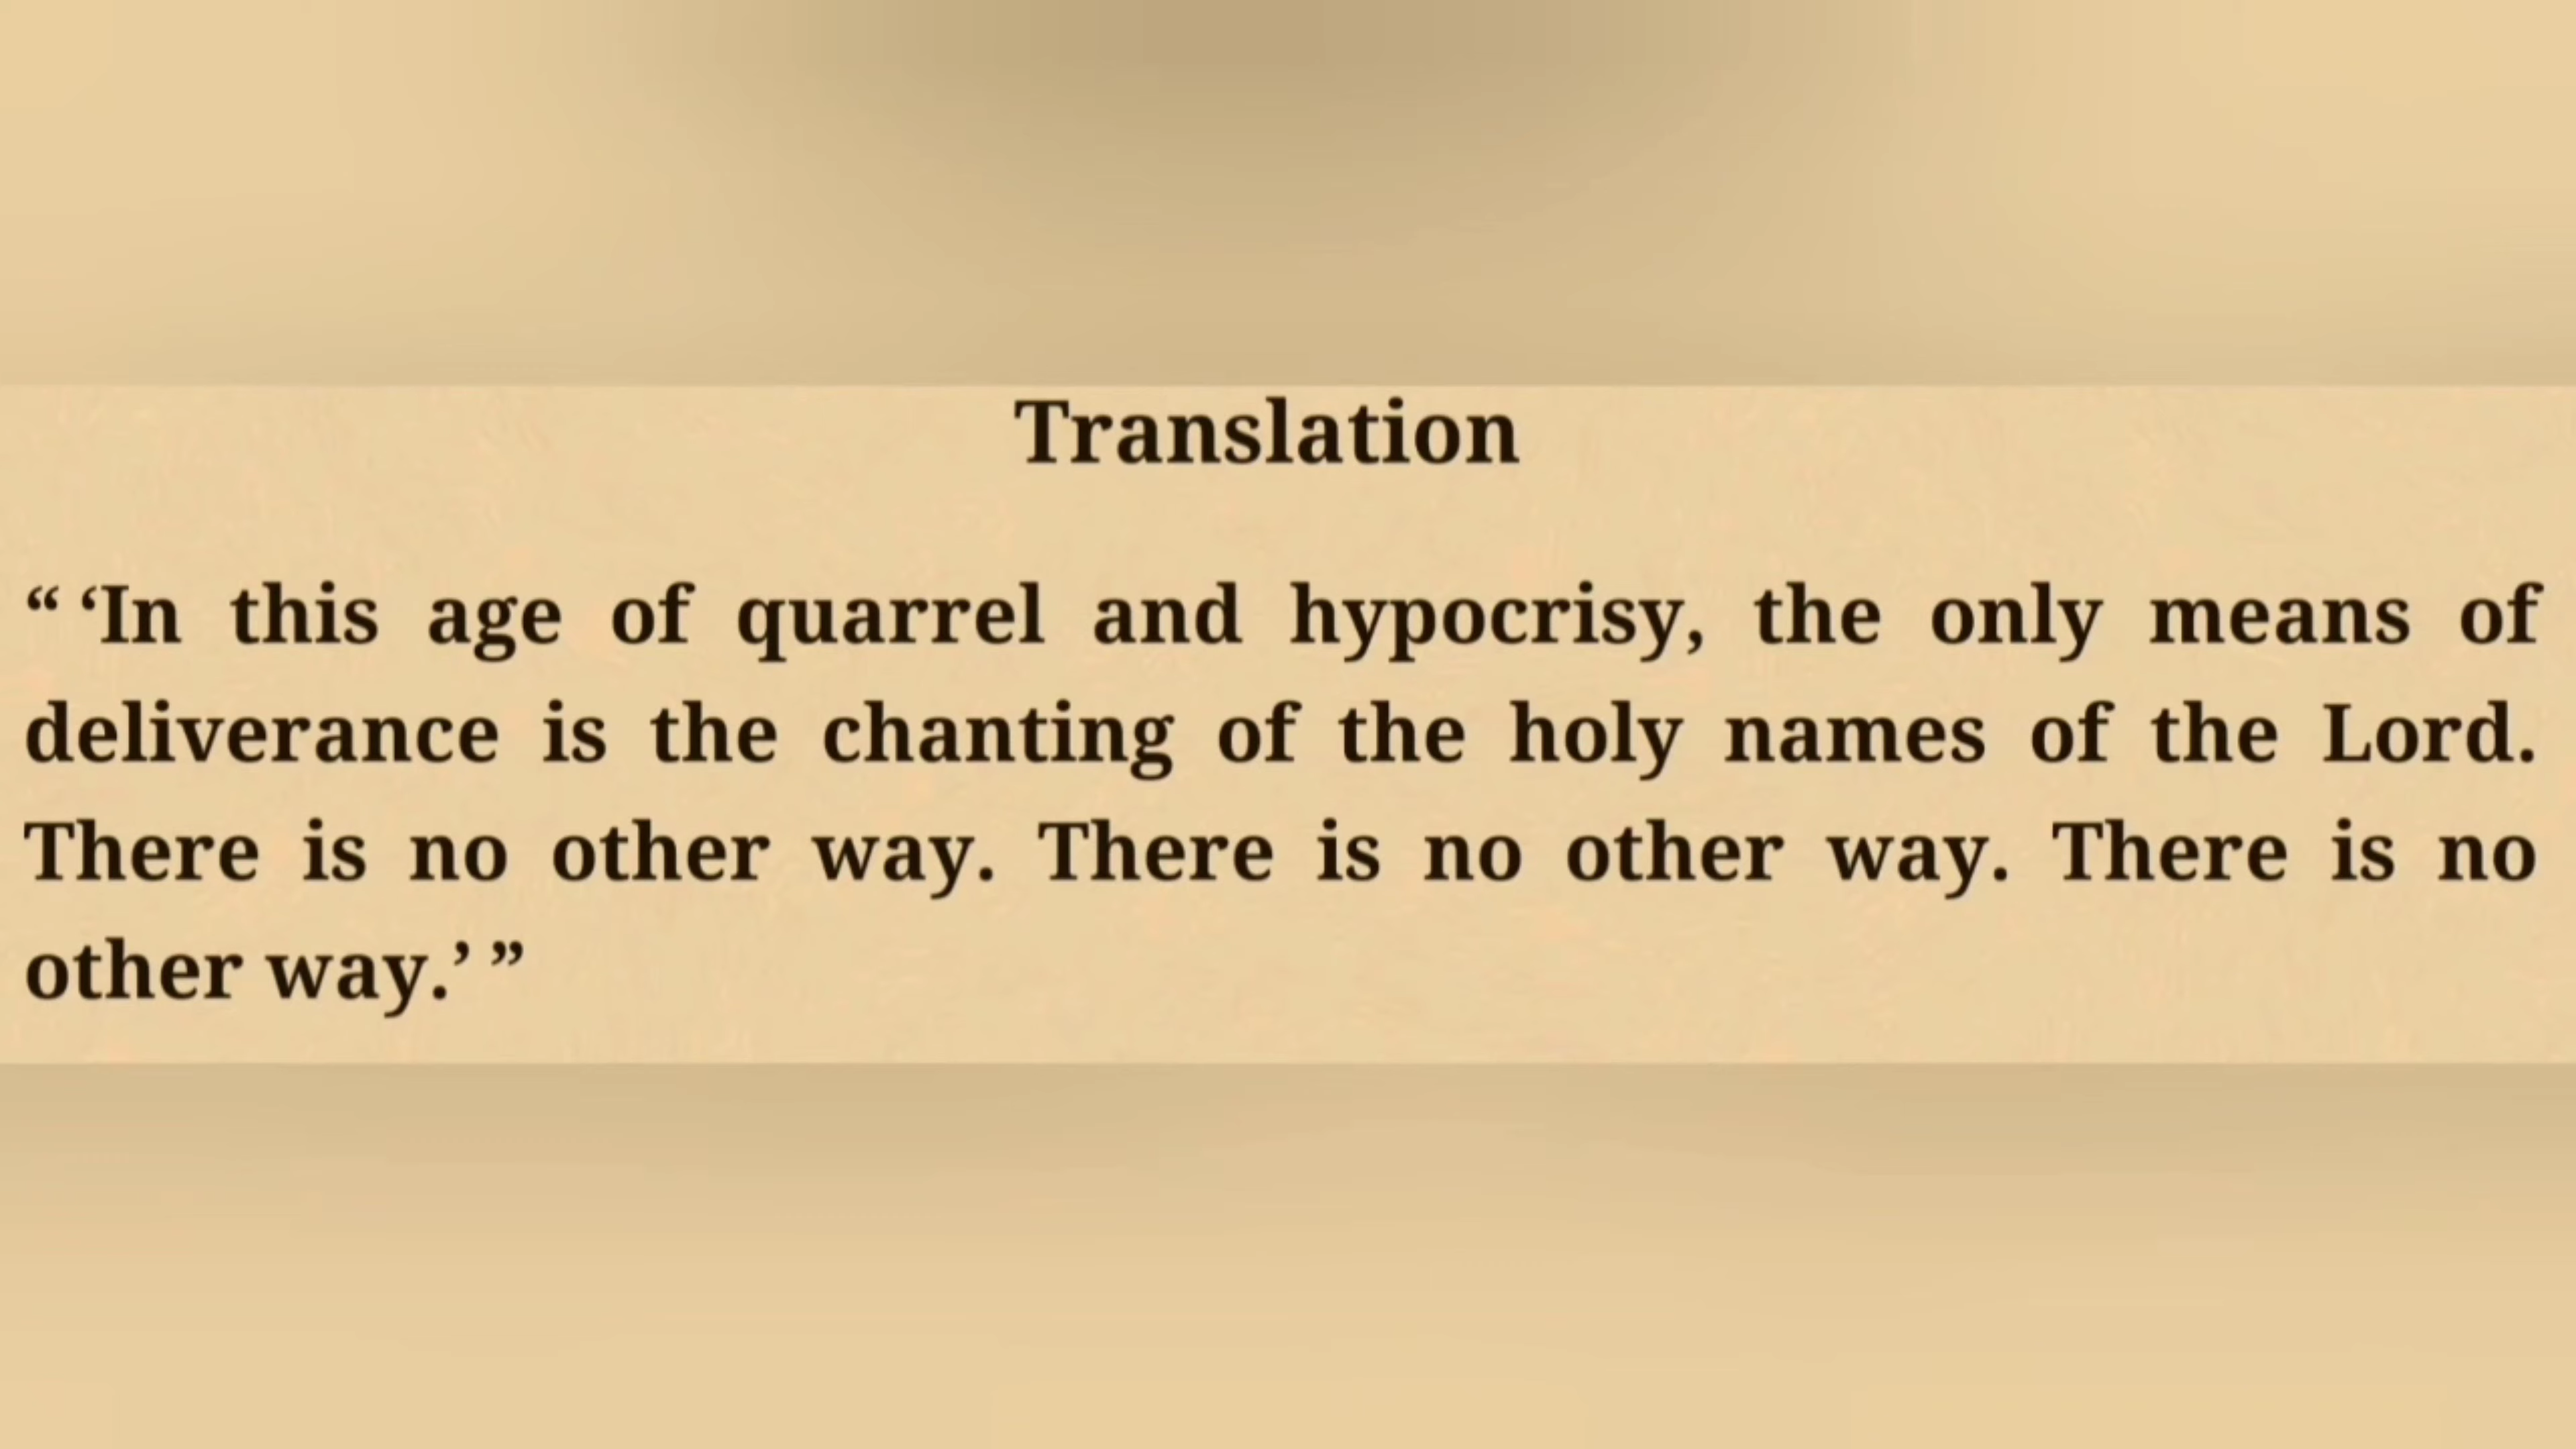 Translation
“ ‘In this age of quarrel and hypocrisy, the only means of
deliverance is the chanting of the holy names of the Lord.
There is no other way. There is no other way. There is no
other way.’ ”